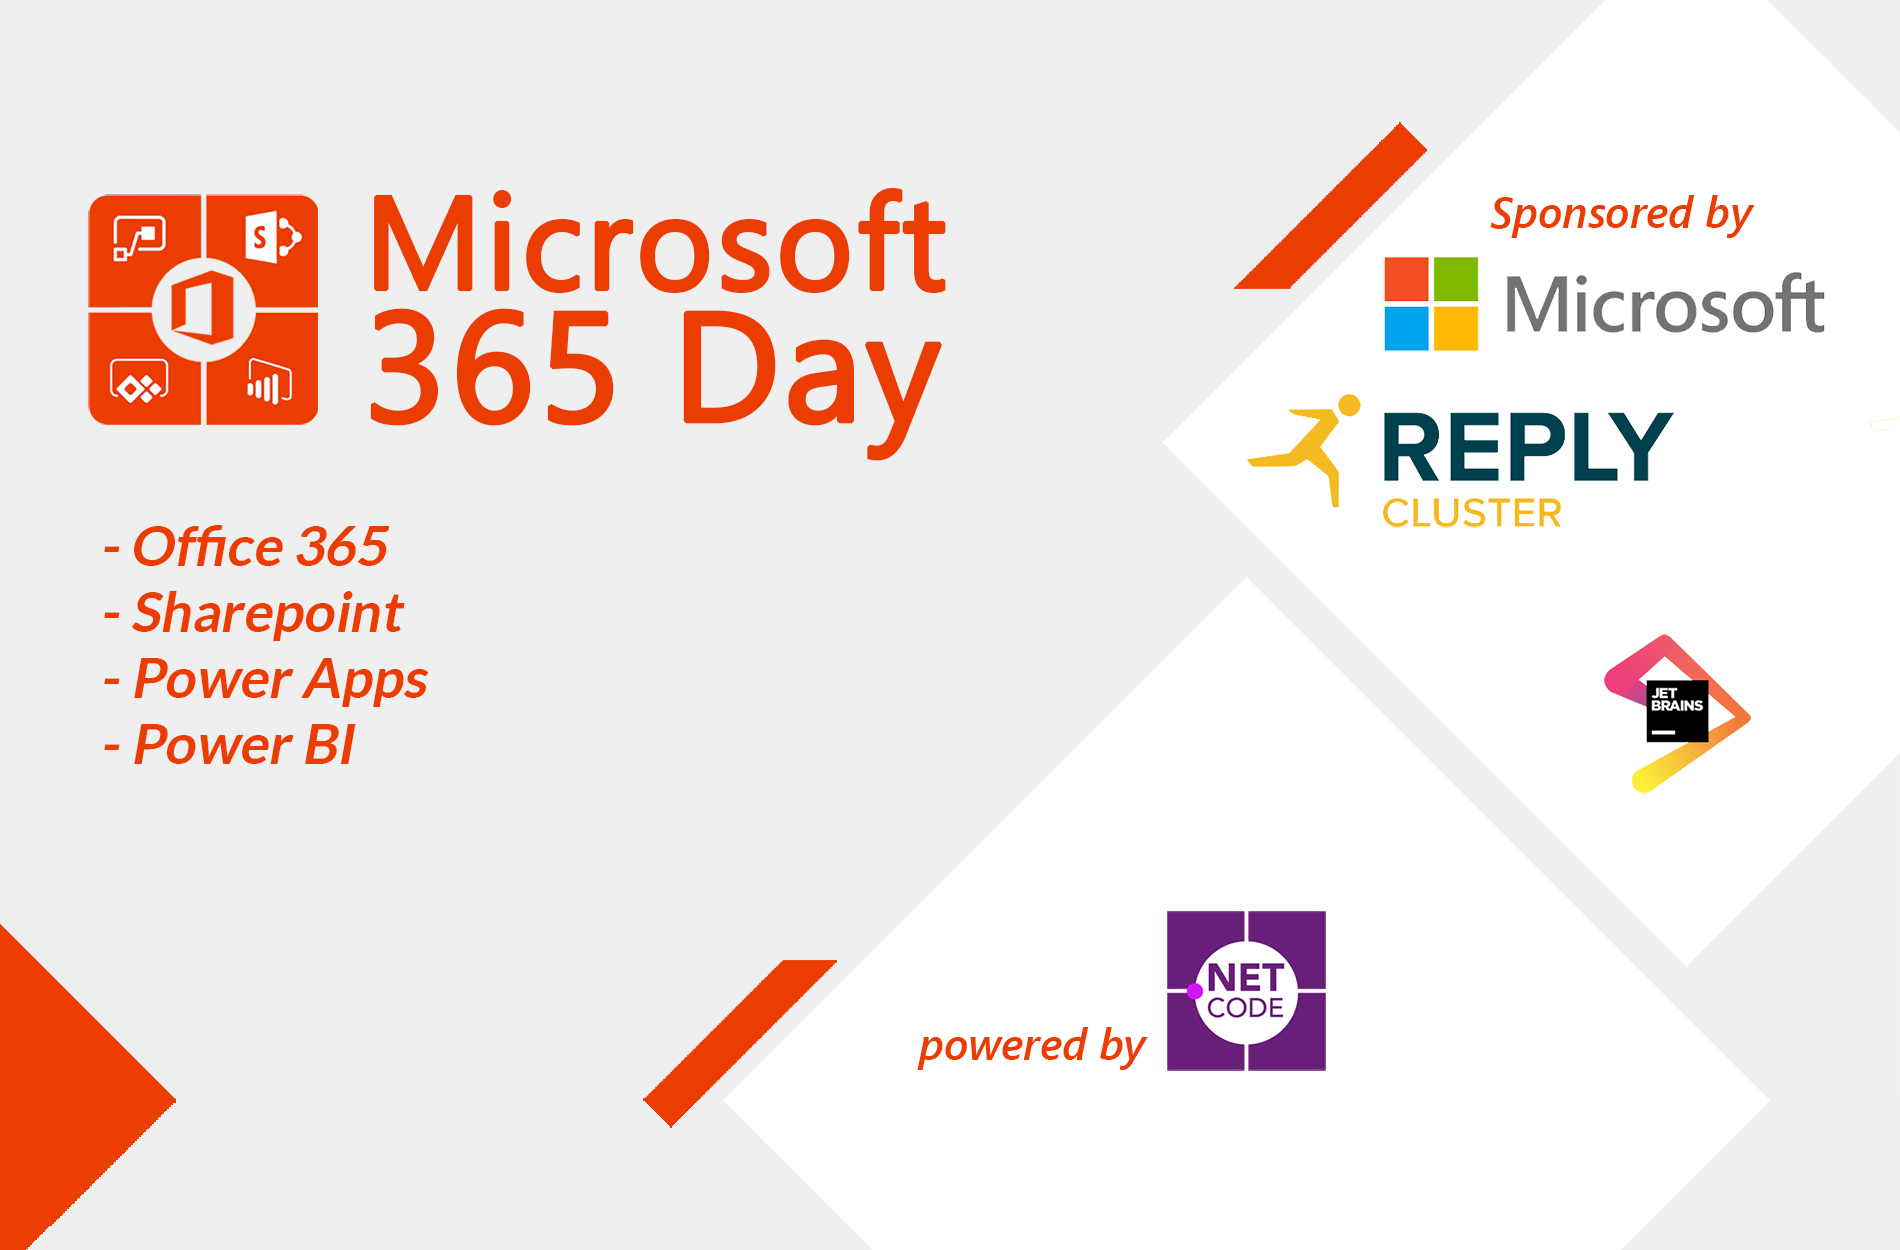 Microsoft
365 Day
- Office 365
- Sharepoint
- Power Apps
- Power BI
Sponsored by
Microsoft
REPLY
CLUSTER
JET
BRAINS
powered by
NET
CODE
S